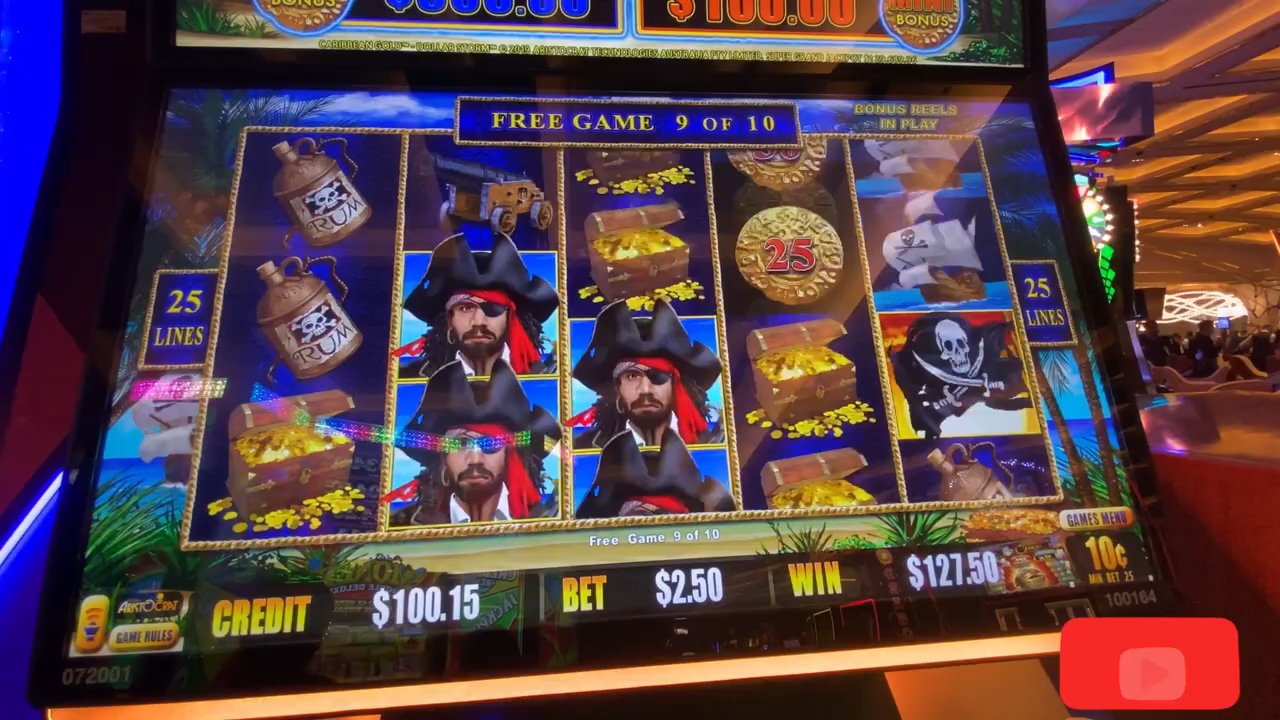 BONUS
MINI
BONUS
$100.00
CARIBBEAN GOLD™ - DOLLAR STORM™ © 2019 ARISTOCRAT TECHNOLOGIES AUSTRALIA PTY LIMITED.
FREE GAME 9 OF 10
BONUS REELS
IN PLAY
RUM
25
25
LINES
25
LINES
RUM
Free Game 9 of 10
GAMES MENU
ARISTOCRAT
GAME RULES
CREDIT
$100.15
BET
$2.50
WIN
$127.50
10¢
MIN BET 25
100164
072001